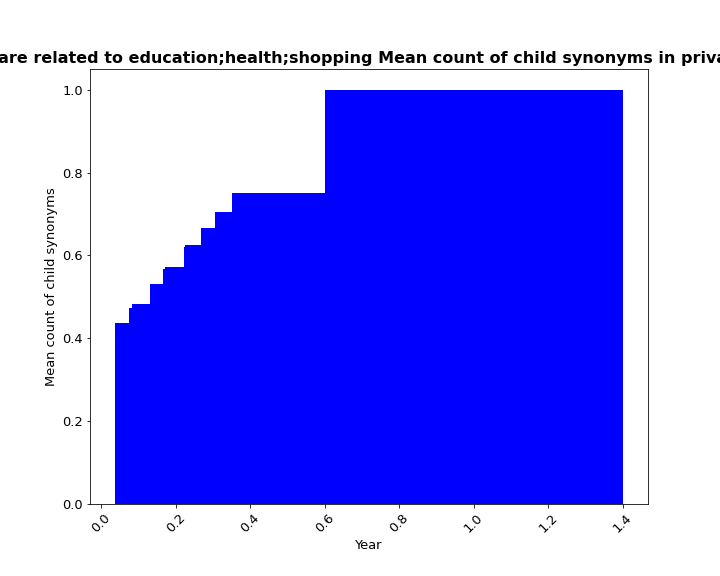 are related to education;health;shopping Mean count of child synonyms in priva
1.0
0.8
0.6
0.4
0.2
0.0
Mean count of child synonyms
0.0 0.2 0.4 0.6 0.8 1.0 1.2 1.4
Year